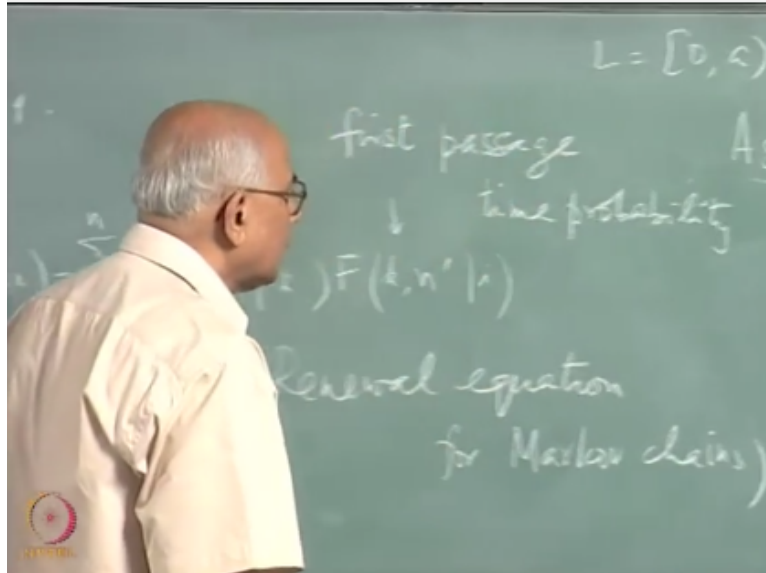 L = [0, a)
first passage
time probability
↓
n
Σ
) F(k, n' | i)
Renewal equation
for Markov chains)